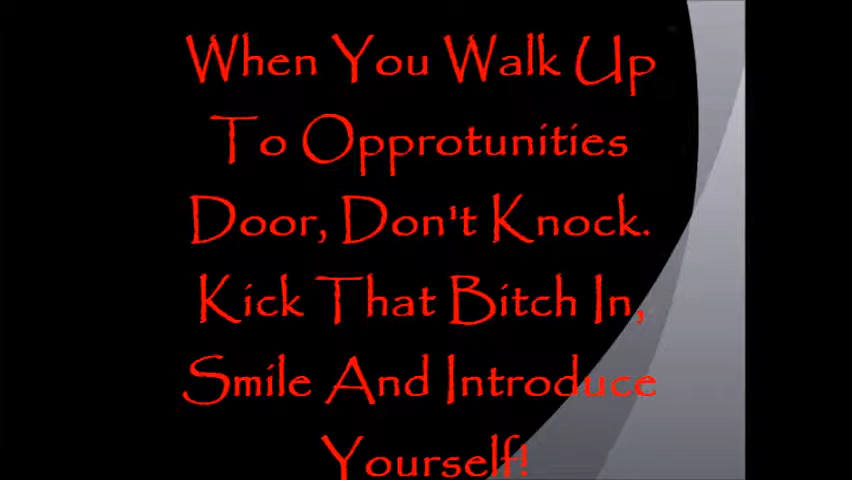 When You Walk Up
To Opprotunities
Door, Don't Knock.
Kick That Bitch In,
Smile And Introduce
Yourself!